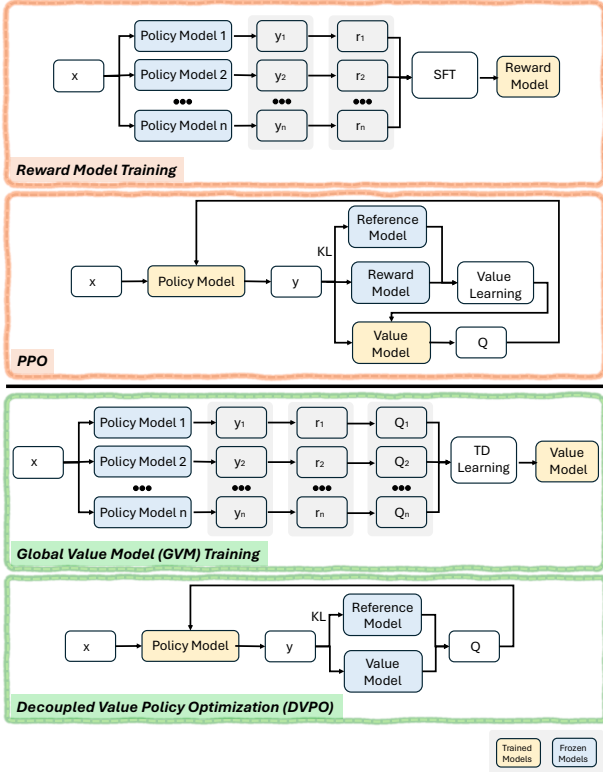 Policy Model 1
y₁
r₁
x
Policy Model 2
y₂
r₂
SFT
Reward
Model
•••
•••
•••
Policy Model n
yₙ
rₙ
Reward Model Training
Reference
Model
KL
x
Policy Model
y
Reward
Model
Value
Learning
Value
Model
Q
PPO
Policy Model 1
y₁
r₁
Q₁
x
Policy Model 2
y₂
r₂
Q₂
TD
Learning
Value
Model
•••
•••
•••
•••
Policy Model n
yₙ
rₙ
Qₙ
Global Value Model (GVM) Training
KL
Reference
Model
x
Policy Model
y
Q
Value
Model
Decoupled Value Policy Optimization (DVPO)
Trained
Models
Frozen
Models